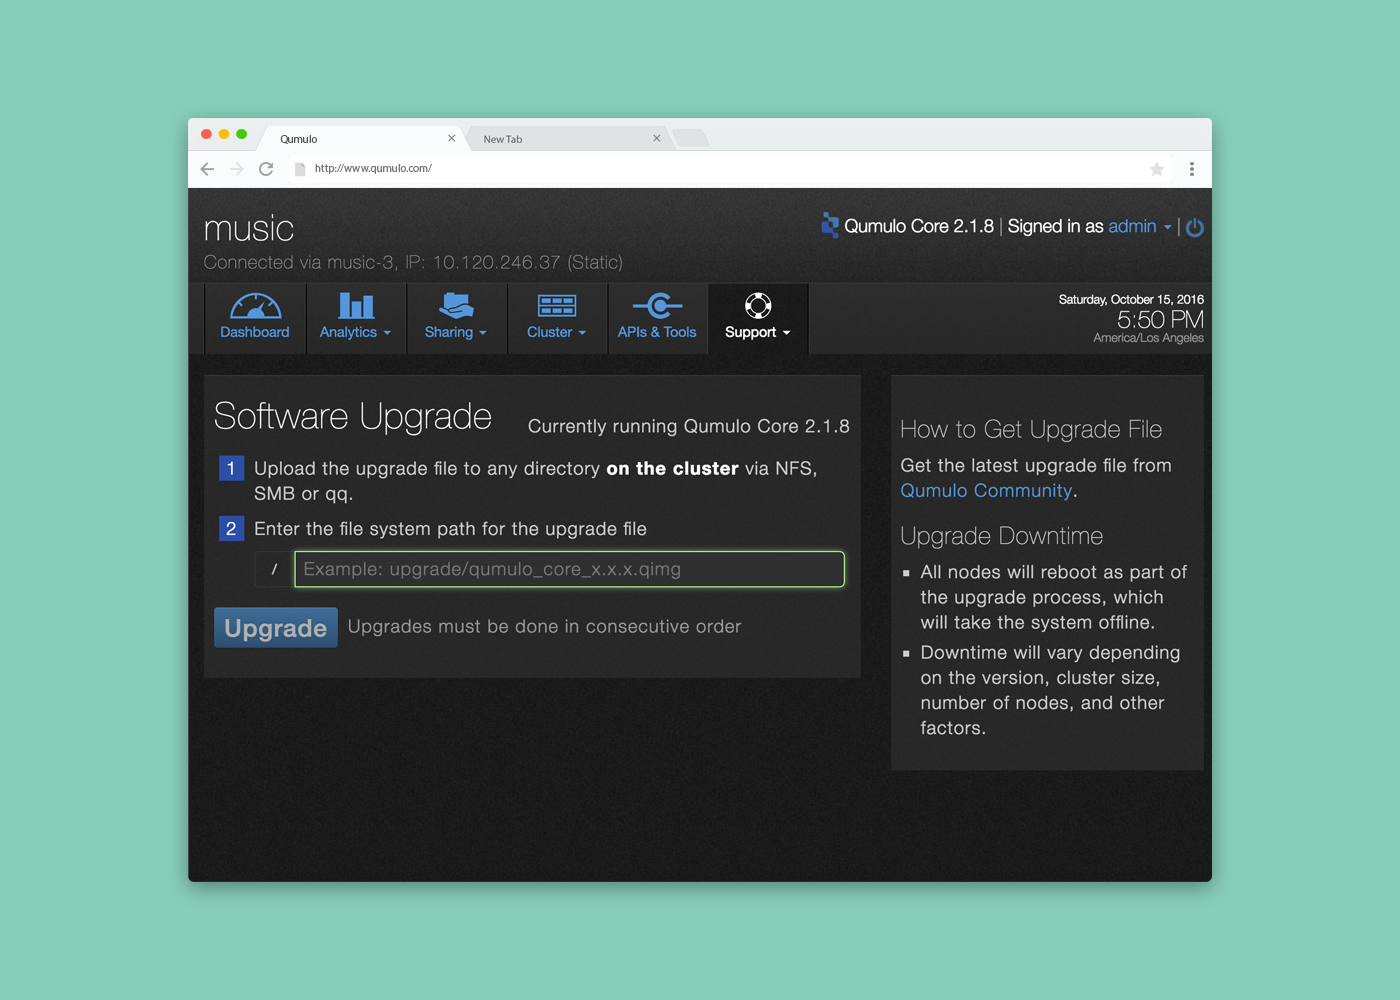 Qumulo
New Tab
http://www.qumulo.com/
music
Qumulo Core 2.1.8 | Signed in as admin
Connected via music-3, IP: 10.120.246.37 (Static)
Dashboard
Analytics
Sharing
Cluster
APIs & Tools
Support
Saturday, October 15, 2016
5:50 PM
America/Los Angeles
Software Upgrade
Currently running Qumulo Core 2.1.8
1 Upload the upgrade file to any directory on the cluster via NFS,
SMB or qq.
2 Enter the file system path for the upgrade file
/ Example: upgrade/qumulo_core_x.x.x.qimg
Upgrade
Upgrades must be done in consecutive order
How to Get Upgrade File
Get the latest upgrade file from
Qumulo Community.
Upgrade Downtime
All nodes will reboot as part of
the upgrade process, which
will take the system offline.
Downtime will vary depending
on the version, cluster size,
number of nodes, and other
factors.